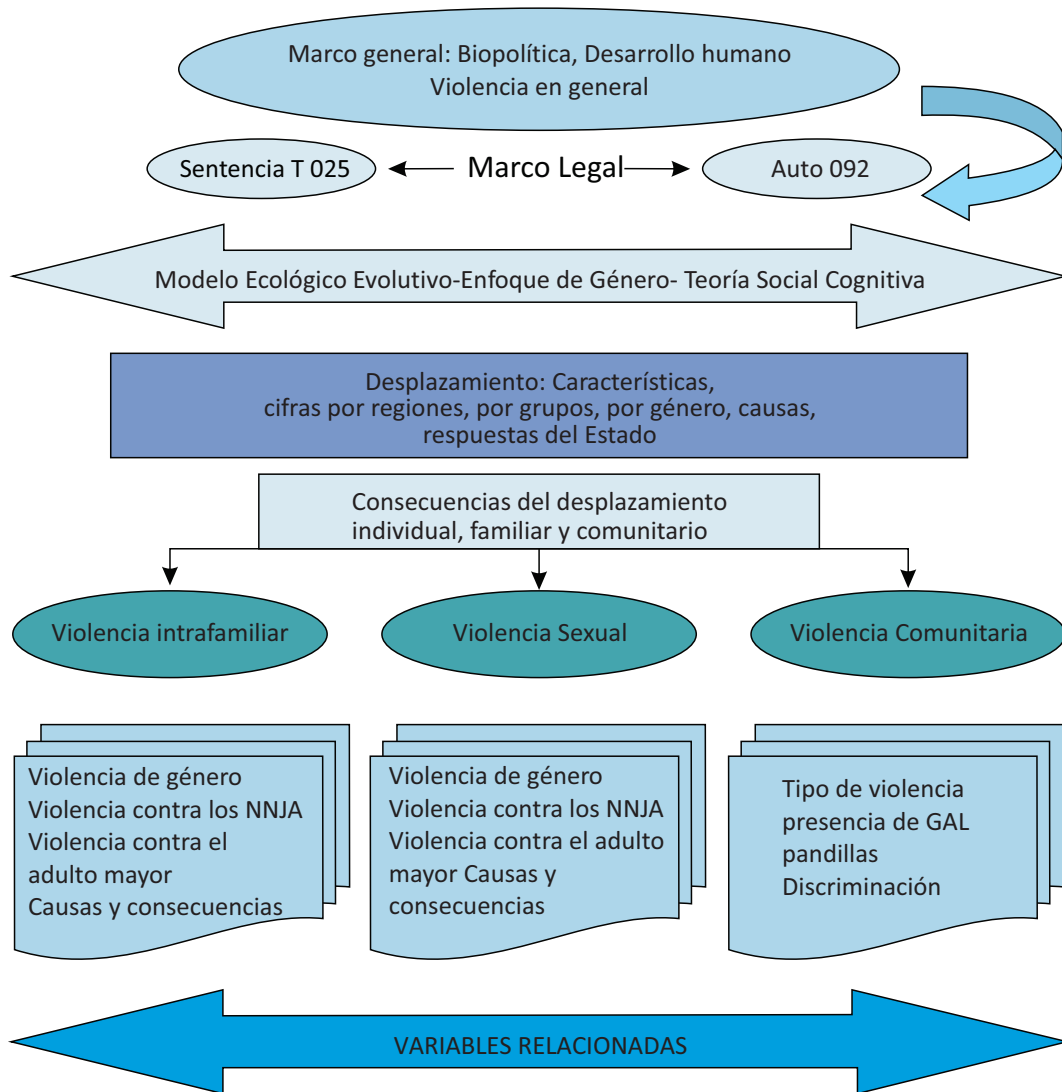 Marco general: Biopolítica, Desarrollo humano
Violencia en general
Sentencia T 025
Marco Legal
Auto 092
Modelo Ecológico Evolutivo-Enfoque de Género- Teoría Social Cognitiva
Desplazamiento: Características,
cifras por regiones, por grupos, por género, causas,
respuestas del Estado
Consecuencias del desplazamiento
individual, familiar y comunitario
Violencia intrafamiliar
Violencia Sexual
Violencia Comunitaria
Violencia de género
Violencia contra los NNJA
Violencia contra el
adulto mayor
Causas y consecuencias
Violencia de género
Violencia contra los NNJA
Violencia contra el adulto
mayor Causas y
consecuencias
Tipo de violencia
presencia de GAL
pandillas
Discriminación
VARIABLES RELACIONADAS